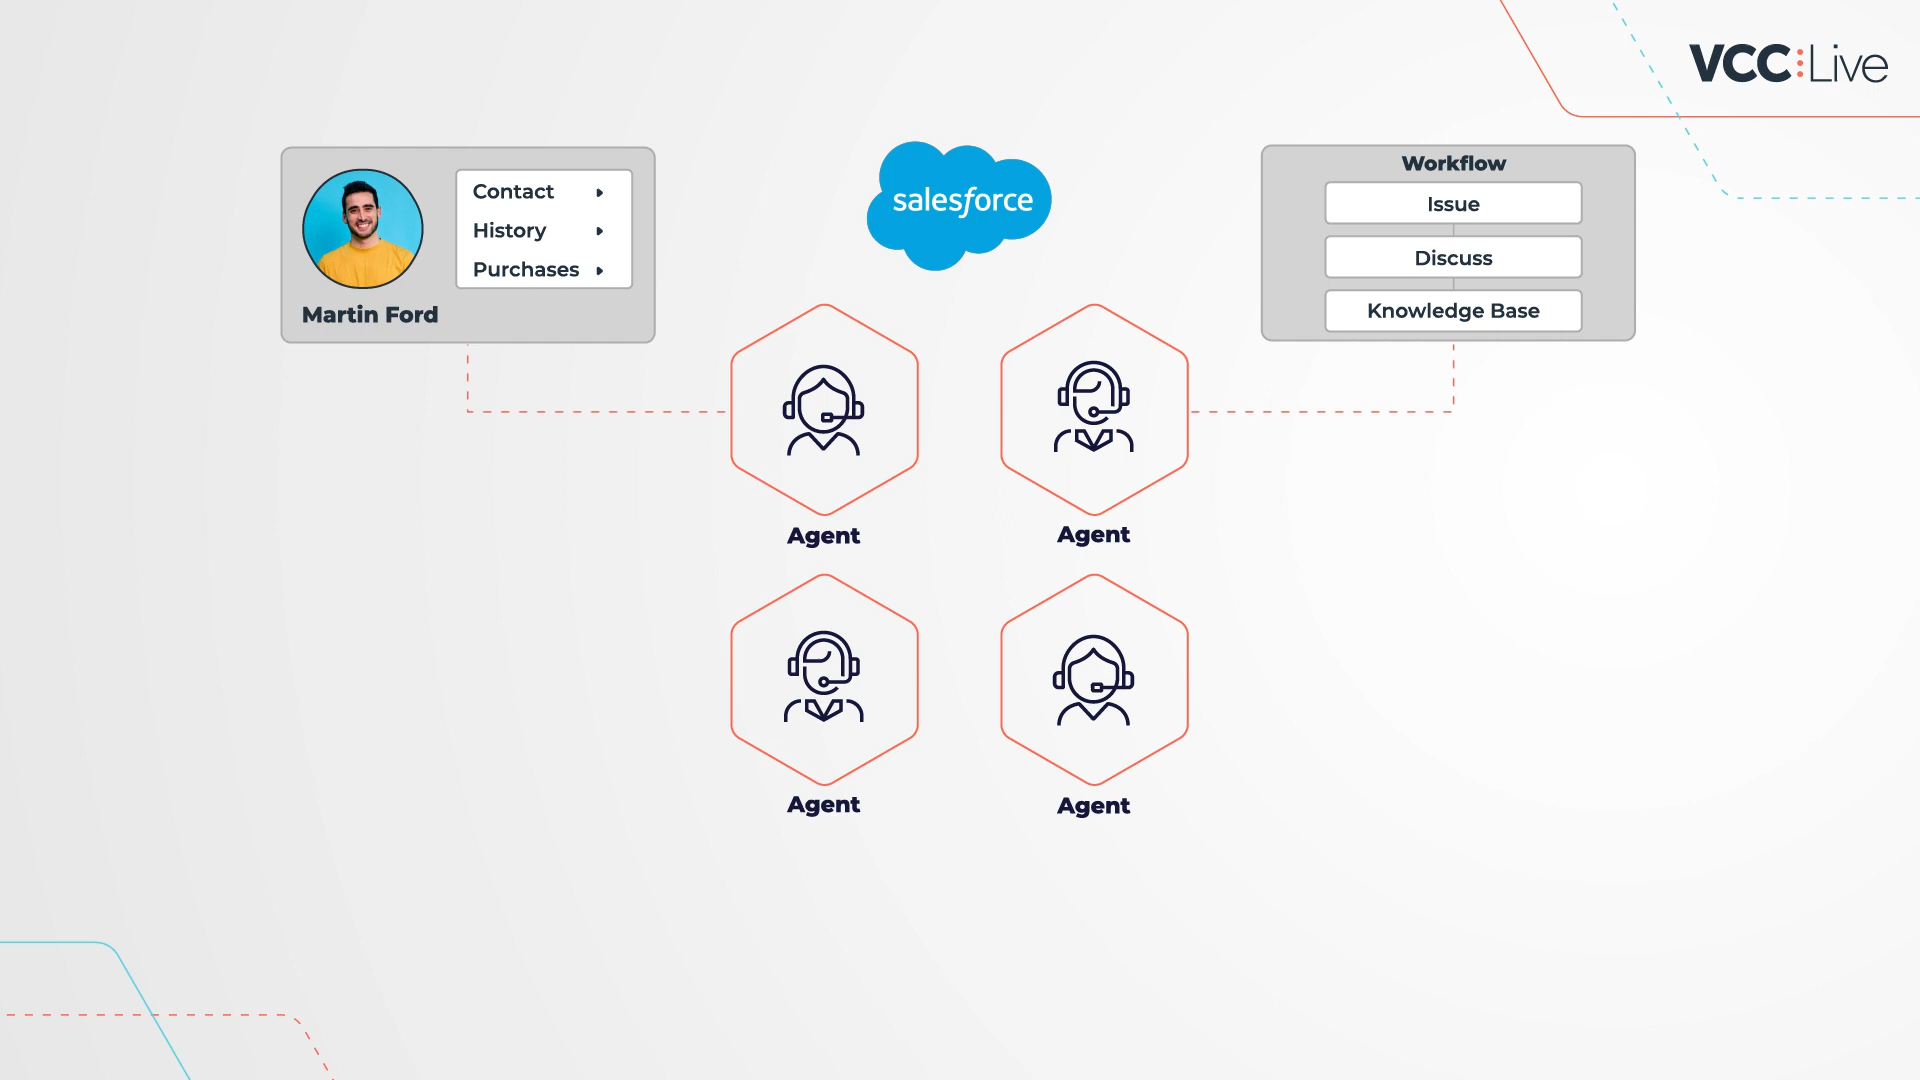 VCC:Live
salesforce
Contact
History
Purchases
Martin Ford
Workflow
Issue
Discuss
Knowledge Base
Agent
Agent
Agent
Agent